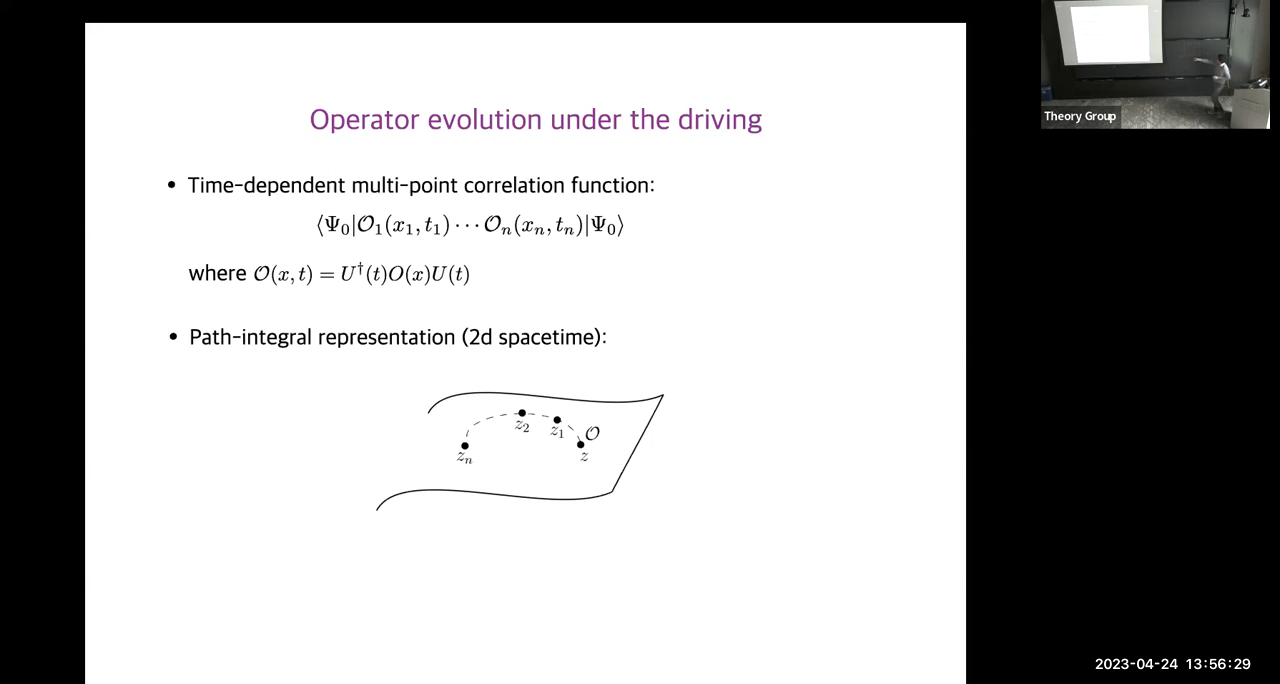 Operator evolution under the driving
• Time-dependent multi-point correlation function:
⟨Ψ₀|𝒪₁(x₁, t₁) ⋯ 𝒪ₙ(xₙ, tₙ)|Ψ₀⟩
where 𝒪(x, t) = U†(t)O(x)U(t)
• Path-integral representation (2d spacetime):
zₙ z₂ z₁ 𝒪 z
Theory Group
2023-04-24 13:56:29